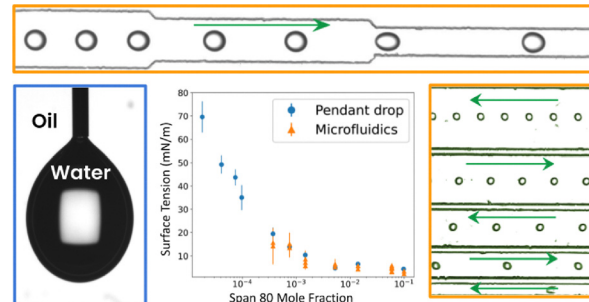 Oil
Water
Surface Tension (mN/m)
80
70
60
50
40
30
20
10
Pendant drop
Microfluidics
10⁻⁴
10⁻³
10⁻²
10⁻¹
Span 80 Mole Fraction